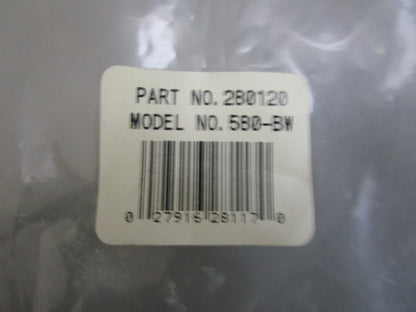 PART NO. 280120
MODEL NO. 580-BW
0 27916 28117 0